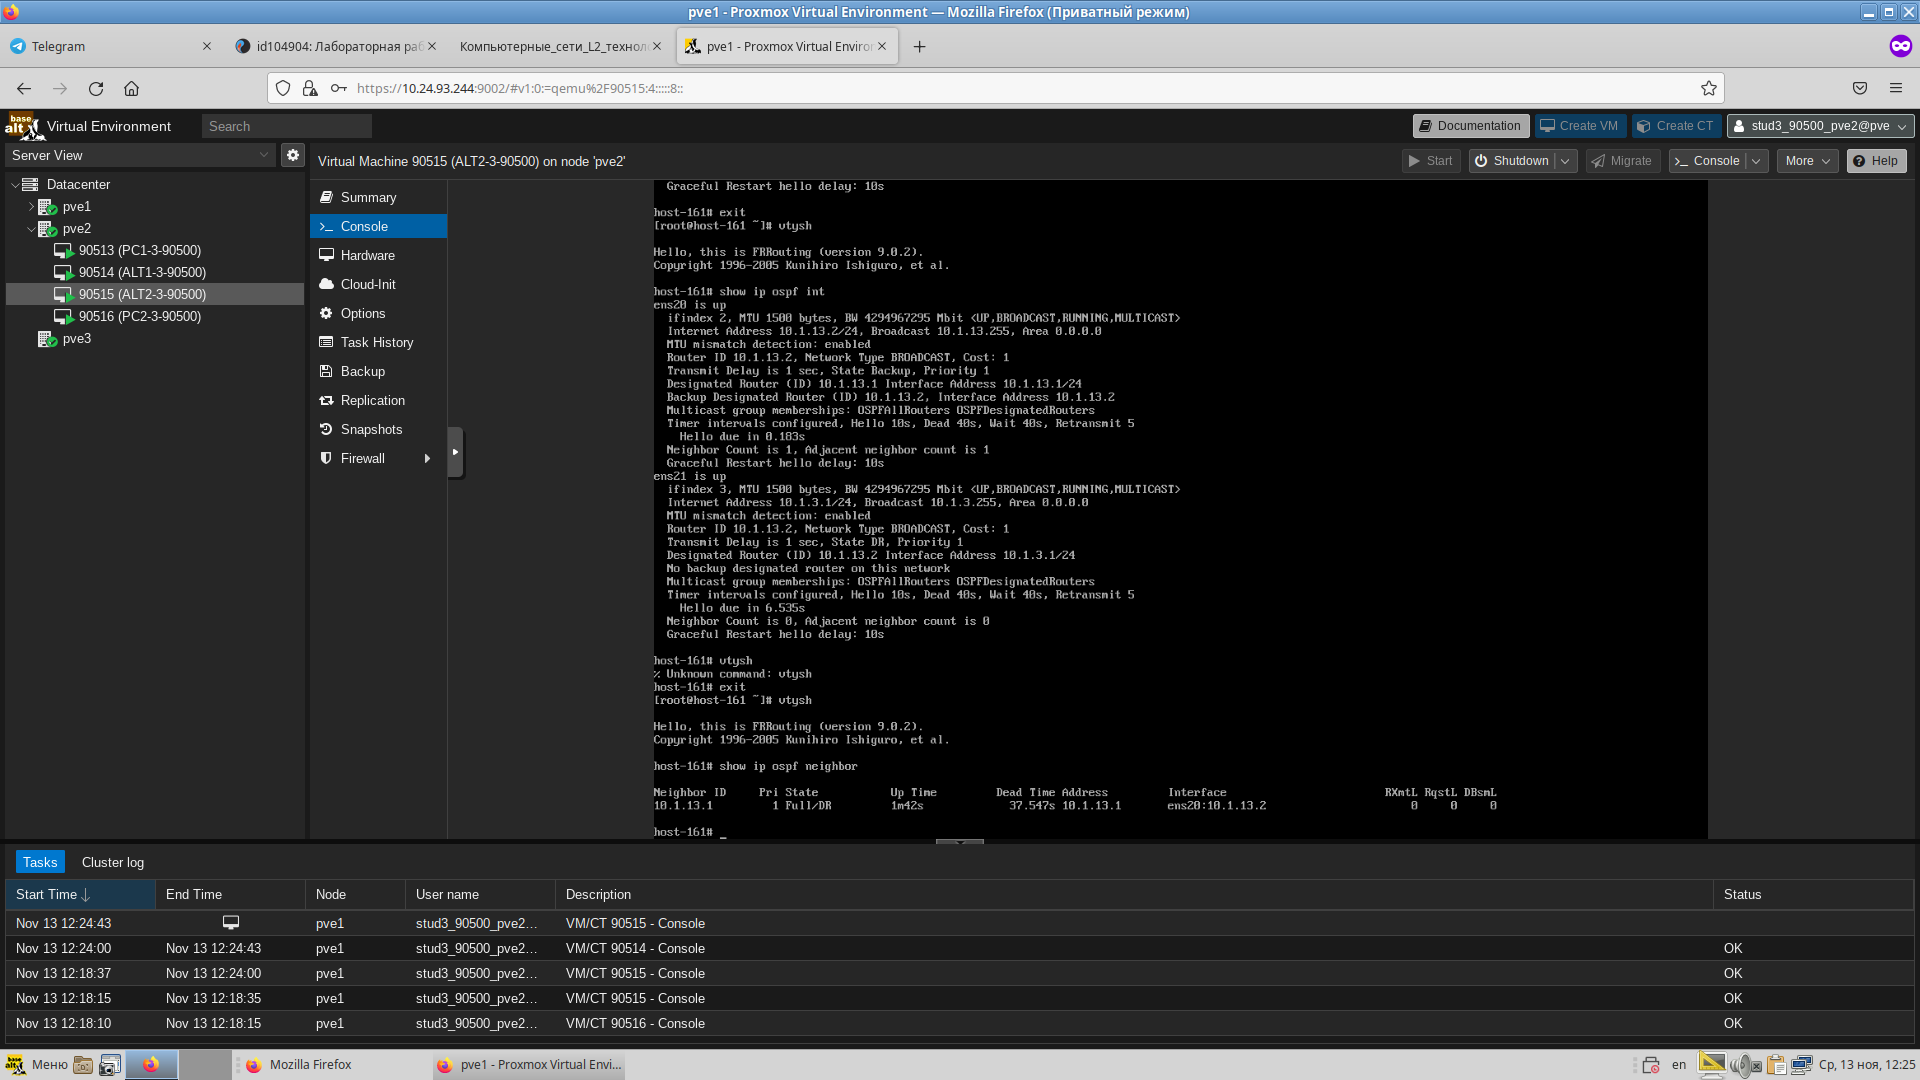 pve1 - Proxmox Virtual Environment — Mozilla Firefox (Приватный режим)
Telegram
id104904: Лабораторная ра
Компьютерные_сети_L2_технол
pve1 - Proxmox Virtual Enviror
https://10.24.93.244:9002/#v1:0:=qemu%2F90515:4:::::8::
base alt
Virtual Environment
Search
Documentation
Create VM
Create CT
stud3_90500_pve2@pve
Server View
Virtual Machine 90515 (ALT2-3-90500) on node 'pve2'
Start
Shutdown
Migrate
Console
More
Help
Datacenter
pve1
pve2
90513 (PC1-3-90500)
90514 (ALT1-3-90500)
90515 (ALT2-3-90500)
90516 (PC2-3-90500)
pve3
Summary
Console
Hardware
Cloud-Init
Options
Task History
Backup
Replication
Snapshots
Firewall
Graceful Restart hello delay: 10s
host-161# exit
[root@host-161 ~]# vtysh
Hello, this is FRRouting (version 9.0.2).
Copyright 1996-2005 Kunihiro Ishiguro, et al.
host-161# show ip ospf int
ens20 is up
ifindex 2, MTU 1500 bytes, BW 4294967295 Mbit <UP,BROADCAST,RUNNING,MULTICAST>
Internet Address 10.1.13.2/24, Broadcast 10.1.13.255, Area 0.0.0.0
MTU mismatch detection: enabled
Router ID 10.1.13.2, Network Type BROADCAST, Cost: 1
Transmit Delay is 1 sec, State Backup, Priority 1
Designated Router (ID) 10.1.13.1 Interface Address 10.1.13.1/24
Backup Designated Router (ID) 10.1.13.2, Interface Address 10.1.13.2
Multicast group memberships: OSPFAllRouters OSPFDesignatedRouters
Timer intervals configured, Hello 10s, Dead 40s, Wait 40s, Retransmit 5
Hello due in 0.183s
Neighbor Count is 1, Adjacent neighbor count is 1
Graceful Restart hello delay: 10s
ens21 is up
ifindex 3, MTU 1500 bytes, BW 4294967295 Mbit <UP,BROADCAST,RUNNING,MULTICAST>
Internet Address 10.1.3.1/24, Broadcast 10.1.3.255, Area 0.0.0.0
MTU mismatch detection: enabled
Router ID 10.1.13.2, Network Type BROADCAST, Cost: 1
Transmit Delay is 1 sec, State DR, Priority 1
Designated Router (ID) 10.1.13.2 Interface Address 10.1.3.1/24
No backup designated router on this network
Multicast group memberships: OSPFAllRouters OSPFDesignatedRouters
Timer intervals configured, Hello 10s, Dead 40s, Wait 40s, Retransmit 5
Hello due in 6.535s
Neighbor Count is 0, Adjacent neighbor count is 0
Graceful Restart hello delay: 10s
host-161# vtysh
% Unknown command: vtysh
host-161# exit
[root@host-161 ~]# vtysh
Hello, this is FRRouting (version 9.0.2).
Copyright 1996-2005 Kunihiro Ishiguro, et al.
host-161# show ip ospf neighbor
Neighbor ID Pri State Up Time Dead Time Address Interface RXmtL RqstL DBsmL
10.1.13.1 1 Full/DR 1m42s 37.547s 10.1.13.1 ens20:10.1.13.2 0 0 0
host-161# _
Tasks
Cluster log
Start Time End Time Node User name Description Status
Nov 13 12:24:43 pve1 stud3_90500_pve2... VM/CT 90515 - Console
Nov 13 12:24:00 Nov 13 12:24:43 pve1 stud3_90500_pve2... VM/CT 90514 - Console OK
Nov 13 12:18:37 Nov 13 12:24:00 pve1 stud3_90500_pve2... VM/CT 90515 - Console OK
Nov 13 12:18:15 Nov 13 12:18:35 pve1 stud3_90500_pve2... VM/CT 90515 - Console OK
Nov 13 12:18:10 Nov 13 12:18:15 pve1 stud3_90500_pve2... VM/CT 90516 - Console OK
base alt
Меню
Mozilla Firefox
pve1 - Proxmox Virtual Envi...
en
Ср, 13 ноя, 12:25